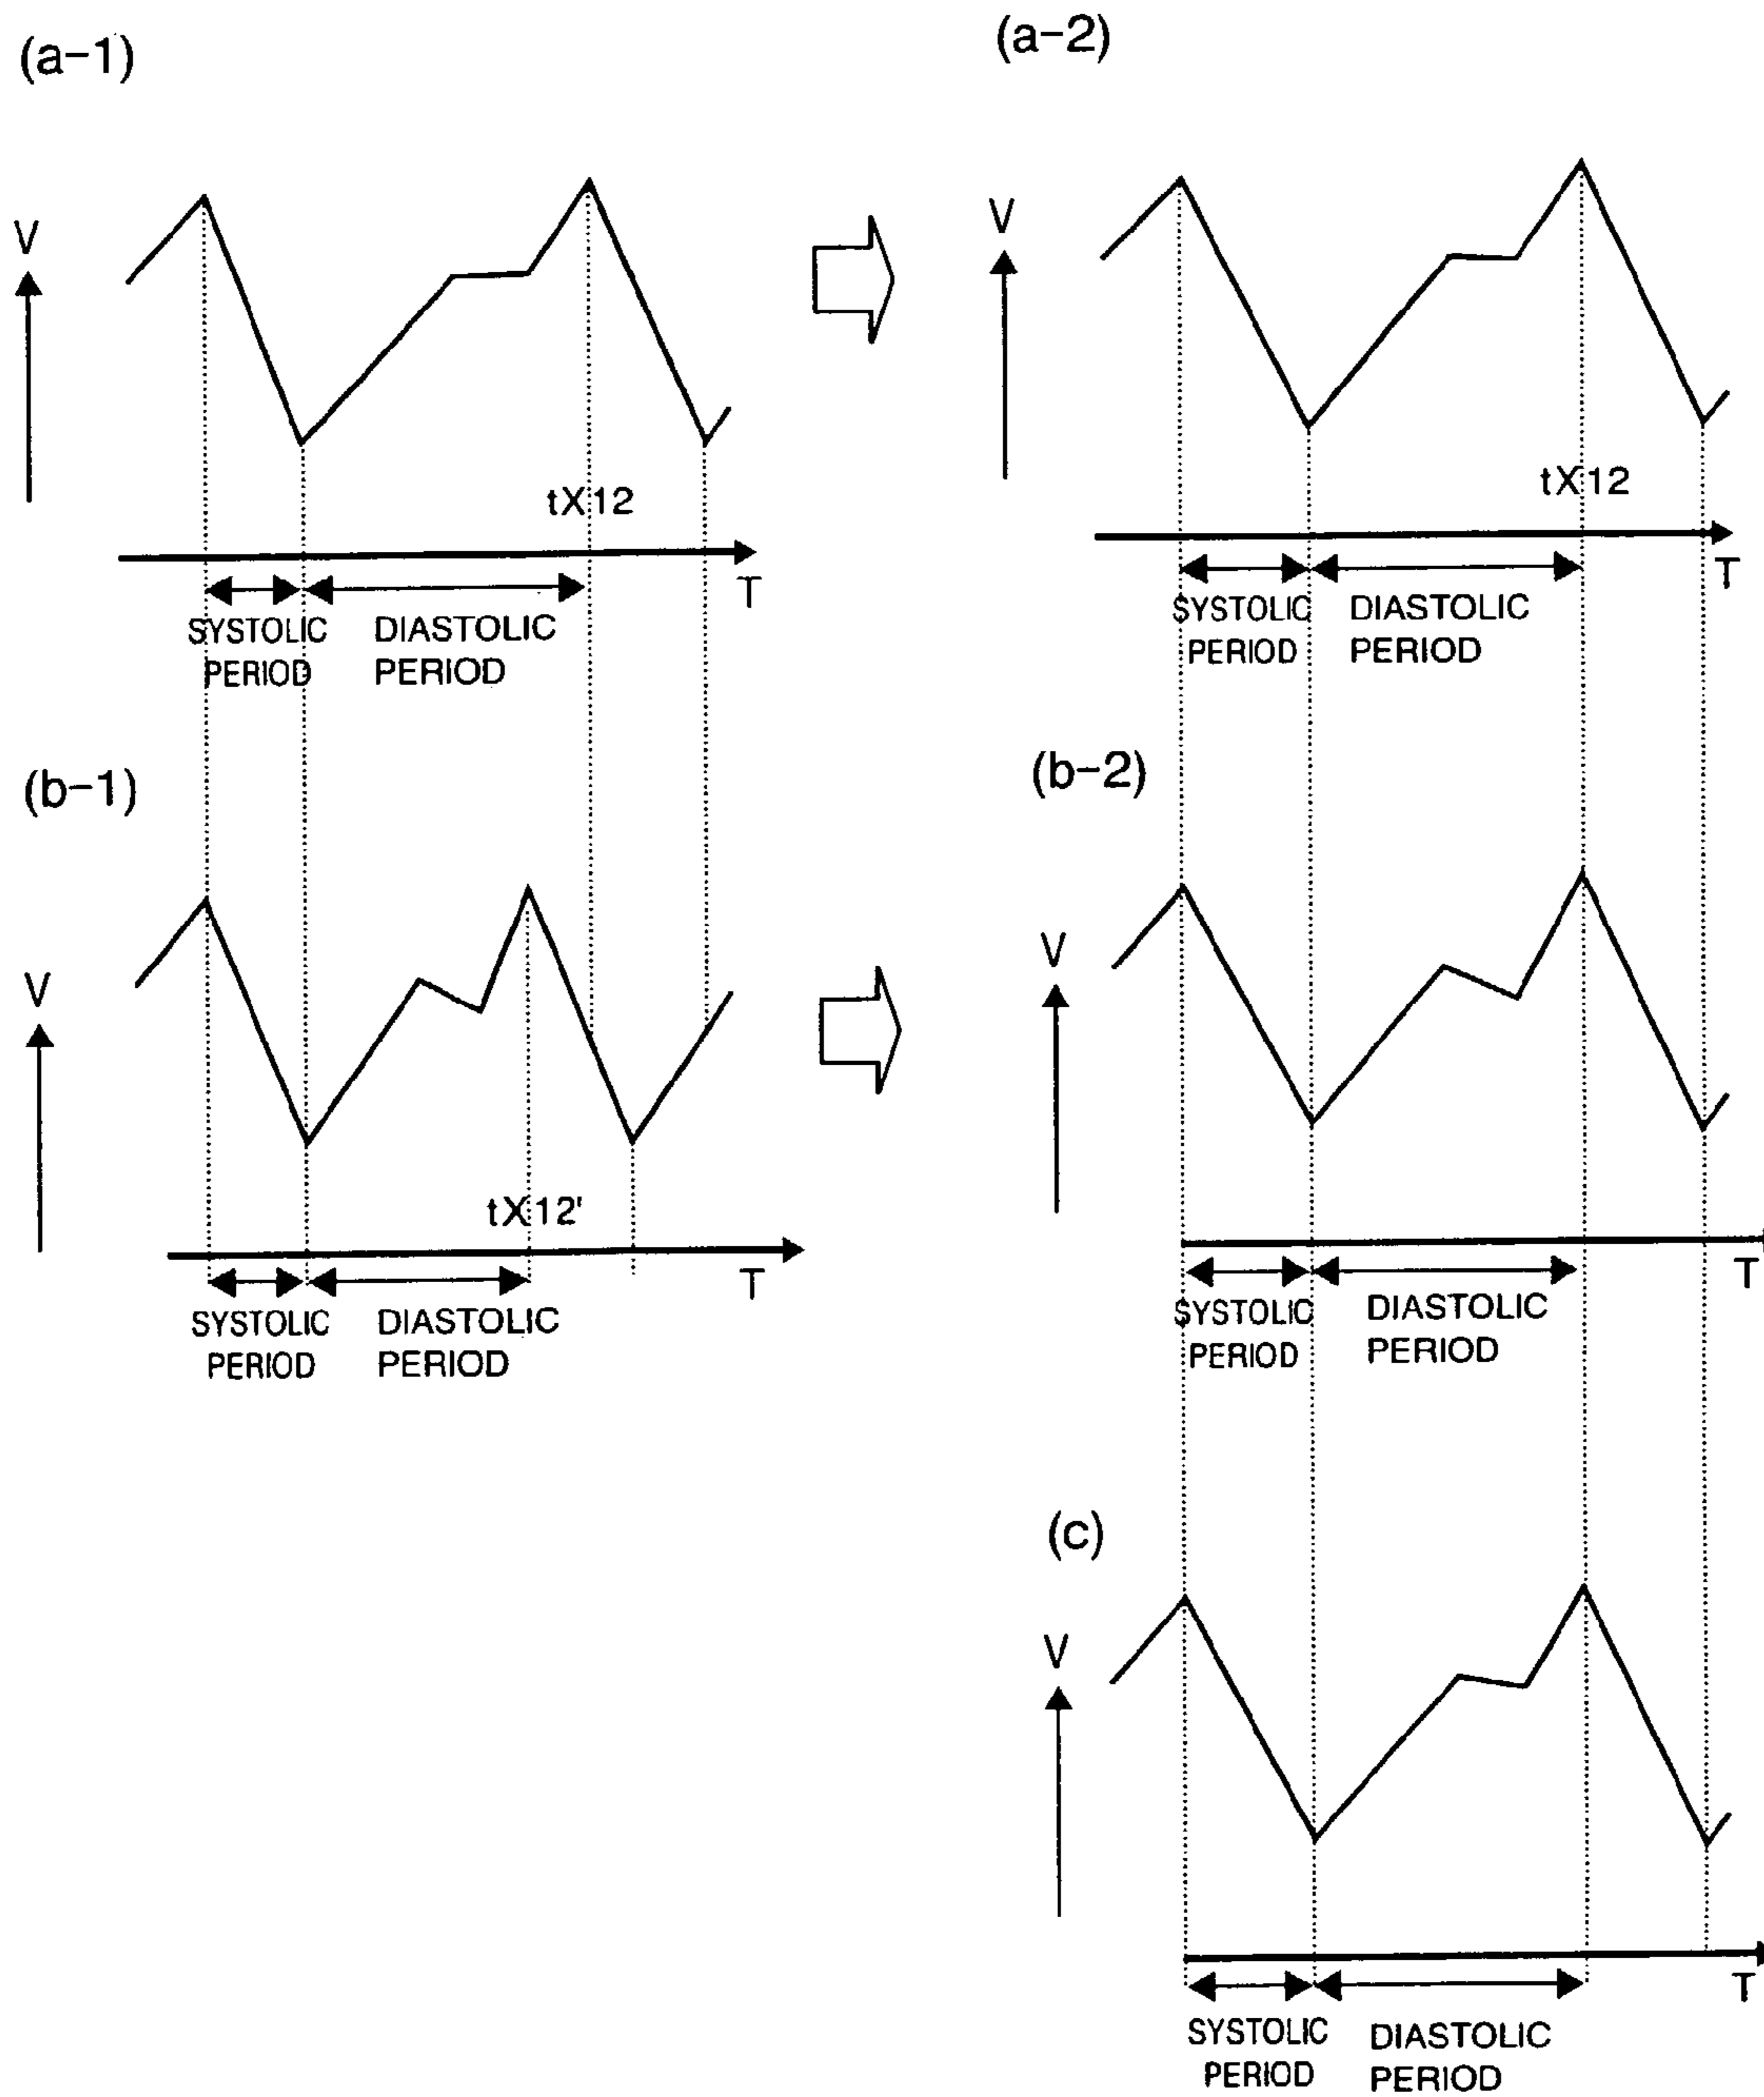 (a-1)
V
tX12
T
SYSTOLIC
PERIOD
DIASTOLIC
PERIOD
(a-2)
V
tX12
T
SYSTOLIC
PERIOD
DIASTOLIC
PERIOD
(b-1)
V
tX12'
T
SYSTOLIC
PERIOD
DIASTOLIC
PERIOD
(b-2)
V
T
SYSTOLIC
PERIOD
DIASTOLIC
PERIOD
(c)
V
T
SYSTOLIC
PERIOD
DIASTOLIC
PERIOD